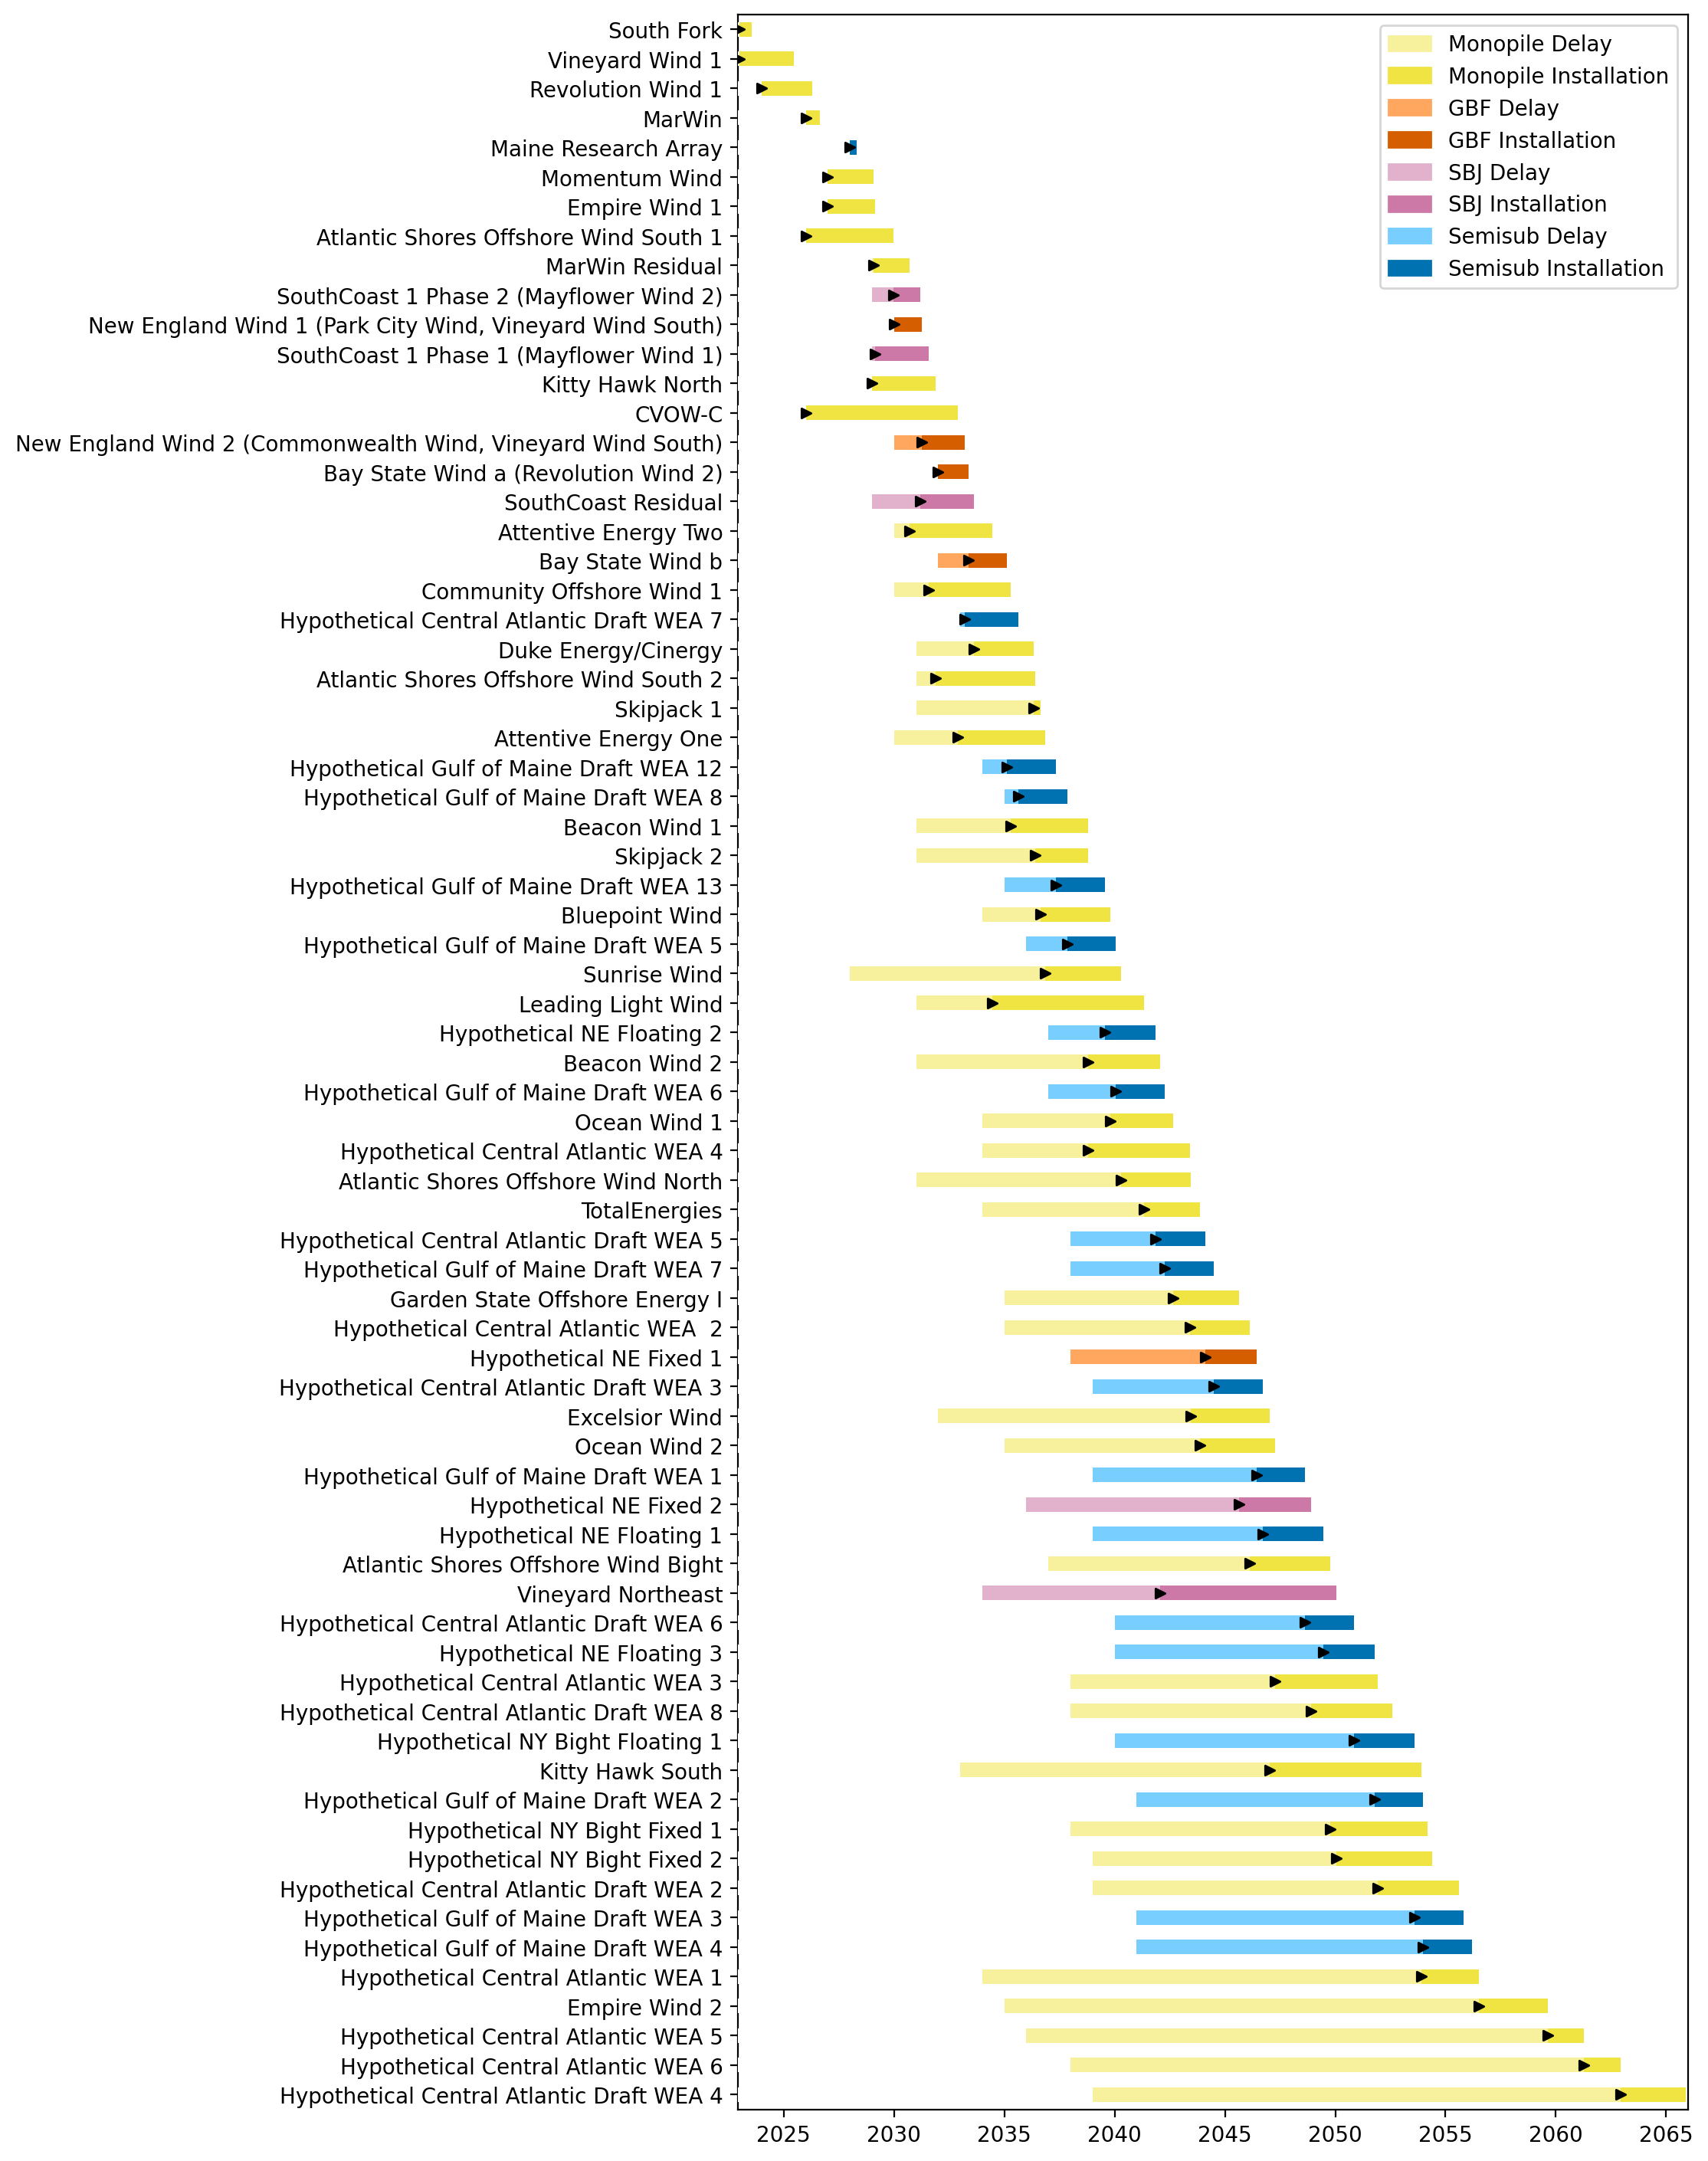 South Fork
Vineyard Wind 1
Revolution Wind 1
MarWin
Maine Research Array
Momentum Wind
Empire Wind 1
Atlantic Shores Offshore Wind South 1
MarWin Residual
SouthCoast 1 Phase 2 (Mayflower Wind 2)
New England Wind 1 (Park City Wind, Vineyard Wind South)
SouthCoast 1 Phase 1 (Mayflower Wind 1)
Kitty Hawk North
CVOW-C
New England Wind 2 (Commonwealth Wind, Vineyard Wind South)
Bay State Wind a (Revolution Wind 2)
SouthCoast Residual
Attentive Energy Two
Bay State Wind b
Community Offshore Wind 1
Hypothetical Central Atlantic Draft WEA 7
Duke Energy/Cinergy
Atlantic Shores Offshore Wind South 2
Skipjack 1
Attentive Energy One
Hypothetical Gulf of Maine Draft WEA 12
Hypothetical Gulf of Maine Draft WEA 8
Beacon Wind 1
Skipjack 2
Hypothetical Gulf of Maine Draft WEA 13
Bluepoint Wind
Hypothetical Gulf of Maine Draft WEA 5
Sunrise Wind
Leading Light Wind
Hypothetical NE Floating 2
Beacon Wind 2
Hypothetical Gulf of Maine Draft WEA 6
Ocean Wind 1
Hypothetical Central Atlantic WEA 4
Atlantic Shores Offshore Wind North
TotalEnergies
Hypothetical Central Atlantic Draft WEA 5
Hypothetical Gulf of Maine Draft WEA 7
Garden State Offshore Energy I
Hypothetical Central Atlantic WEA  2
Hypothetical NE Fixed 1
Hypothetical Central Atlantic Draft WEA 3
Excelsior Wind
Ocean Wind 2
Hypothetical Gulf of Maine Draft WEA 1
Hypothetical NE Fixed 2
Hypothetical NE Floating 1
Atlantic Shores Offshore Wind Bight
Vineyard Northeast
Hypothetical Central Atlantic Draft WEA 6
Hypothetical NE Floating 3
Hypothetical Central Atlantic WEA 3
Hypothetical Central Atlantic Draft WEA 8
Hypothetical NY Bight Floating 1
Kitty Hawk South
Hypothetical Gulf of Maine Draft WEA 2
Hypothetical NY Bight Fixed 1
Hypothetical NY Bight Fixed 2
Hypothetical Central Atlantic Draft WEA 2
Hypothetical Gulf of Maine Draft WEA 3
Hypothetical Gulf of Maine Draft WEA 4
Hypothetical Central Atlantic WEA 1
Empire Wind 2
Hypothetical Central Atlantic WEA 5
Hypothetical Central Atlantic WEA 6
Hypothetical Central Atlantic Draft WEA 4
Monopile Delay
Monopile Installation
GBF Delay
GBF Installation
SBJ Delay
SBJ Installation
Semisub Delay
Semisub Installation
2025 2030 2035 2040 2045 2050 2055 2060 2065